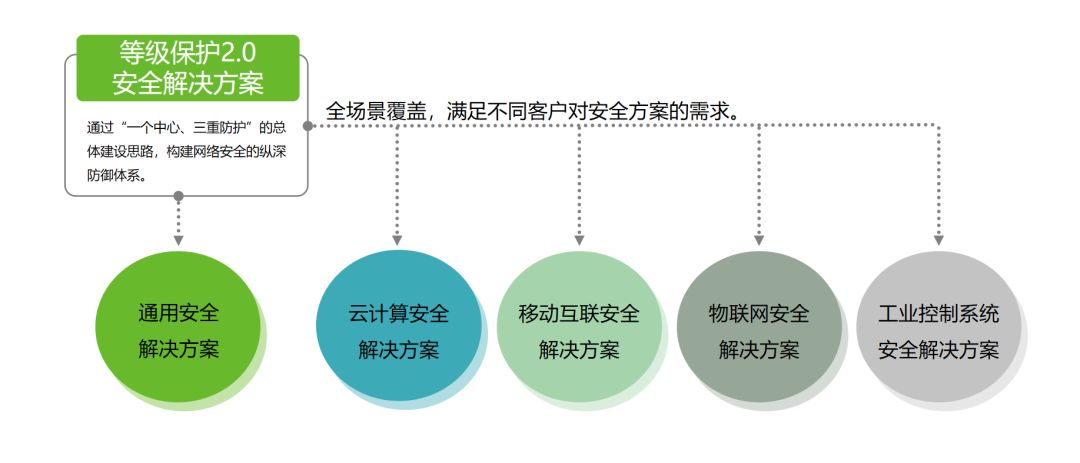 等级保护2.0
安全解决方案
通过“一个中心、三重防护”的总
体建设思路，构建网络安全的纵深
防御体系。
全场景覆盖，满足不同客户对安全方案的需求。
通用安全
解决方案
云计算安全
解决方案
移动互联安全
解决方案
物联网安全
解决方案
工业控制系统
安全解决方案